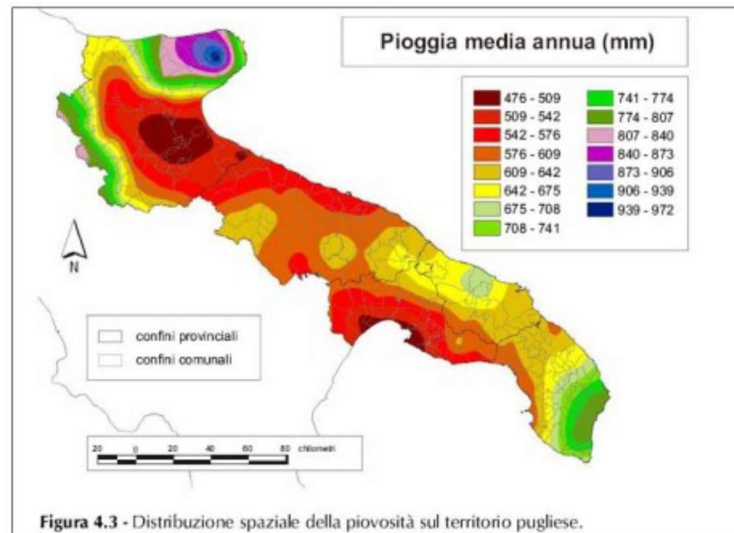 Pioggia media annua (mm)
476 - 509
509 - 542
542 - 576
576 - 609
609 - 642
642 - 675
675 - 708
708 - 741
741 - 774
774 - 807
807 - 840
840 - 873
873 - 906
906 - 939
939 - 972
N
confini provinciali
confini comunali
20 0 20 40 60 80 chilometri
Figura 4.3 - Distribuzione spaziale della piovosità sul territorio pugliese.